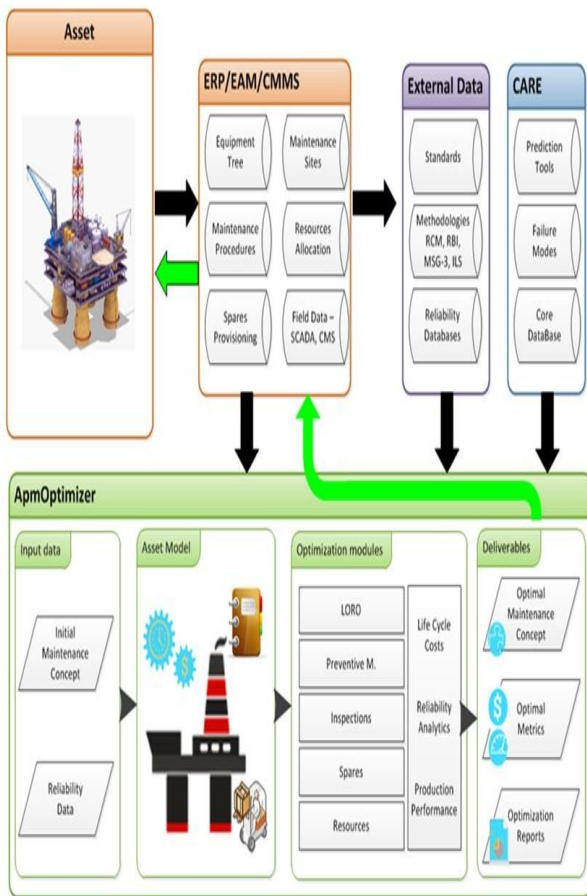 Asset
ERP/EAM/CMMS
Equipment
Tree
Maintenance
Sites
Maintenance
Procedures
Resources
Allocation
Spares
Provisioning
Field Data –
SCADA, CMS
External Data
Standards
Methodologies
RCM, RBI,
MSG-3, ILS
Reliability
Databases
CARE
Prediction
Tools
Failure
Modes
Core
DataBase
ApmOptimizer
Input data
Initial
Maintenance
Concept
Reliability
Data
Asset Model
Optimization modules
LORO
Preventive M.
Inspections
Spares
Resources
Life Cycle
Costs
Reliability
Analytics
Production
Performance
Deliverables
Optimal
Maintenance
Concept
Optimal
Metrics
Optimization
Reports